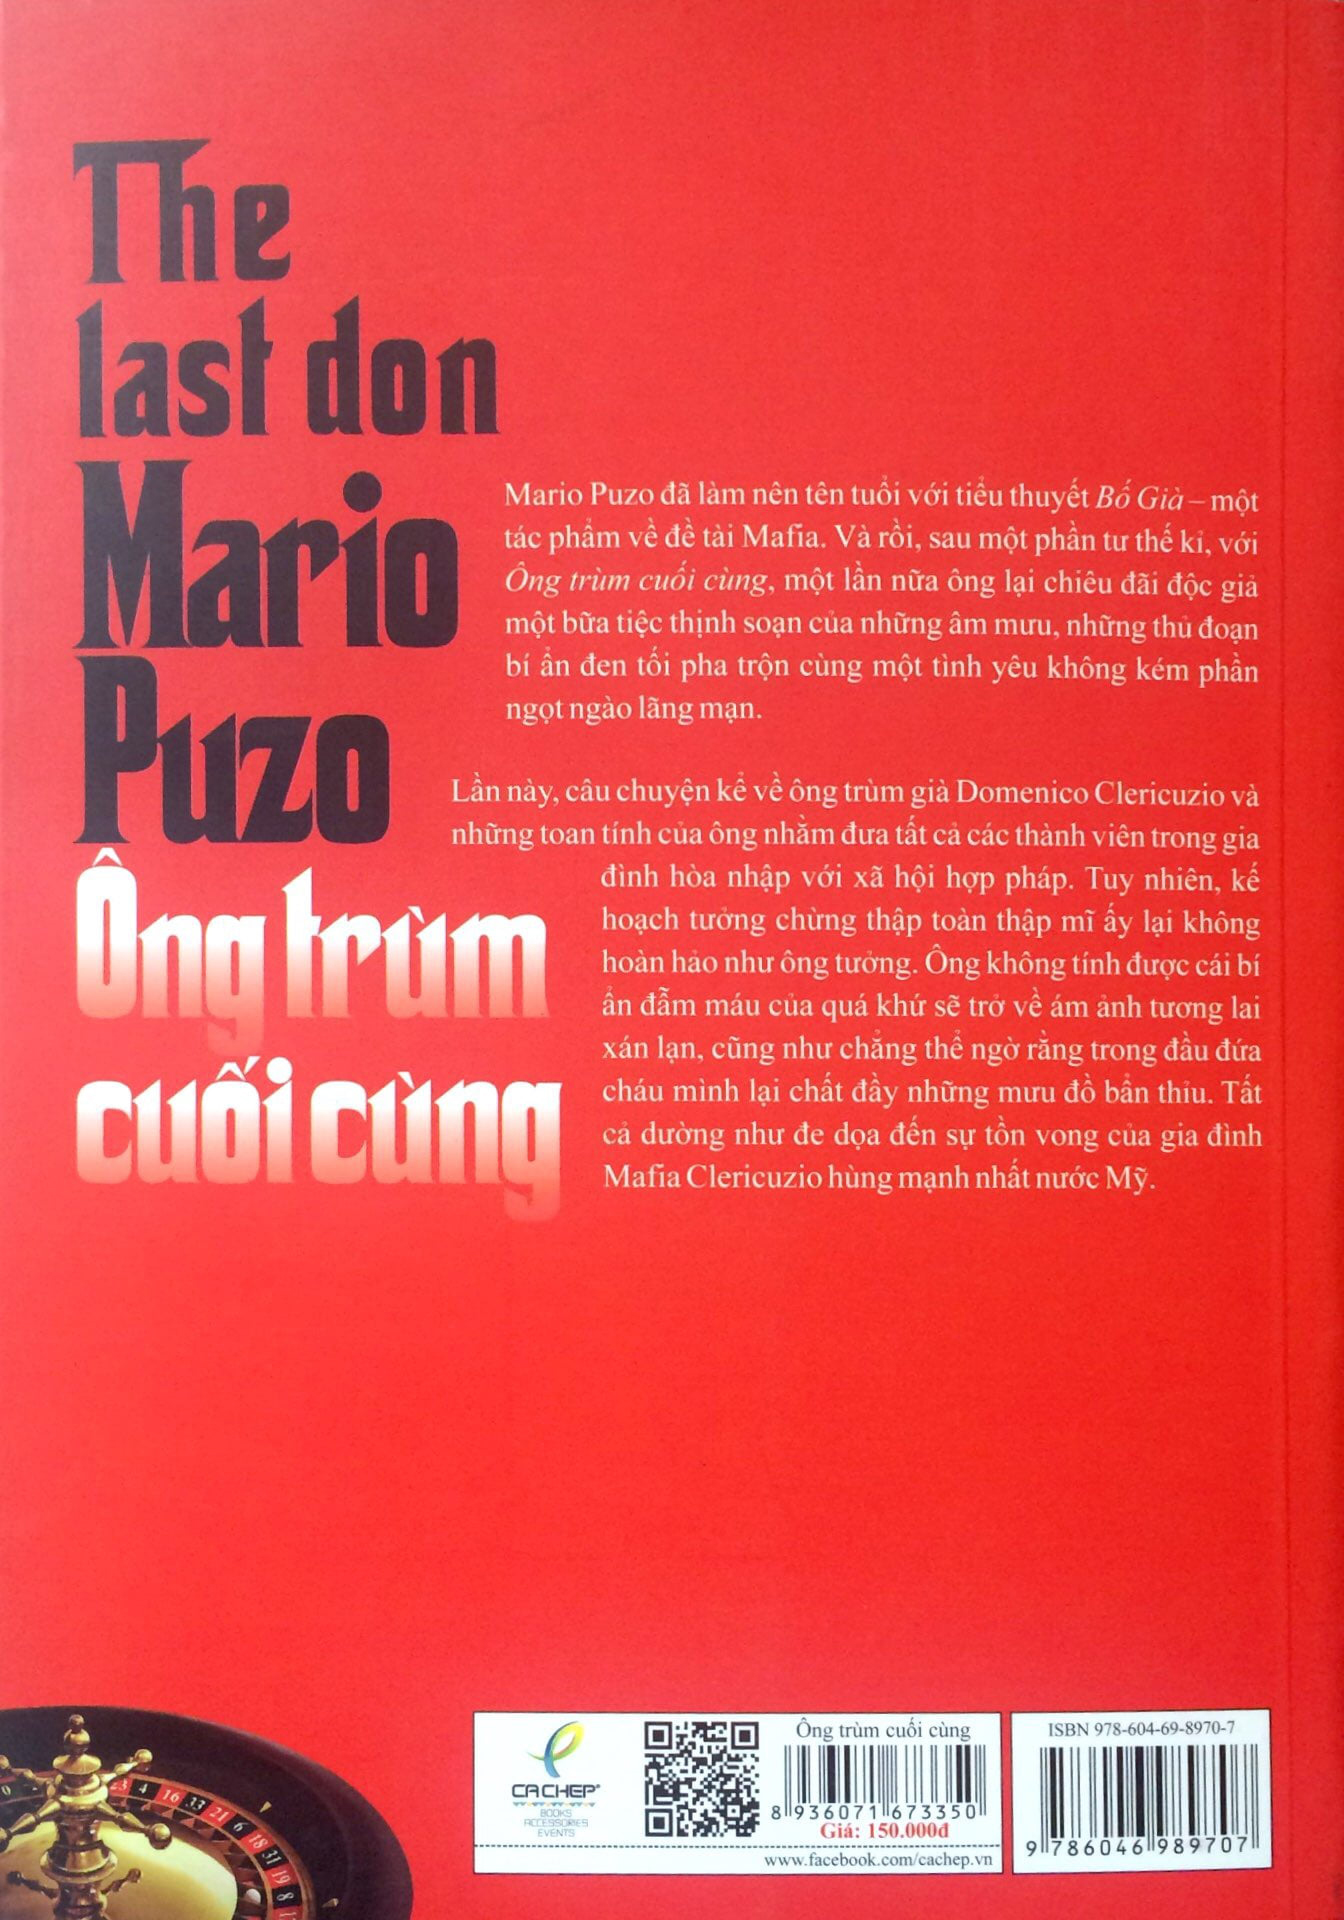 The
last don
Mario
Puzo
Ông trùm
cuối cùng
Mario Puzo đã làm nên tên tuổi với tiểu thuyết Bố Già – một
tác phẩm về đề tài Mafia. Và rồi, sau một phần tư thế kỉ, với
Ông trùm cuối cùng, một lần nữa ông lại chiêu đãi độc giả
một bữa tiệc thịnh soạn của những âm mưu, những thủ đoạn
bí ẩn đen tối pha trộn cùng một tình yêu không kém phần
ngọt ngào lãng mạn.
Lần này, câu chuyện kể về ông trùm già Domenico Clericuzio và
những toan tính của ông nhằm đưa tất cả các thành viên trong gia
đình hòa nhập với xã hội hợp pháp. Tuy nhiên, kế
hoạch tưởng chừng thập toàn thập mĩ ấy lại không
hoàn hảo như ông tưởng. Ông không tính được cái bí
ẩn đẫm máu của quá khứ sẽ trở về ám ảnh tương lai
xán lạn, cũng như chẳng thể ngờ rằng trong đầu đứa
cháu mình lại chất đầy những mưu đồ bẩn thỉu. Tất
cả dường như đe dọa đến sự tồn vong của gia đình
Mafia Clericuzio hùng mạnh nhất nước Mỹ.
23 4 16 33 21 6 18 31 19 8
CA CHEP®
BOOKS
ACCESSORIES
EVENTS
Ông trùm cuối cùng
8 936071 673350
Giá: 150.000đ
www.facebook.com/cachep.vn
ISBN 978-604-69-8970-7
9 786046 989707